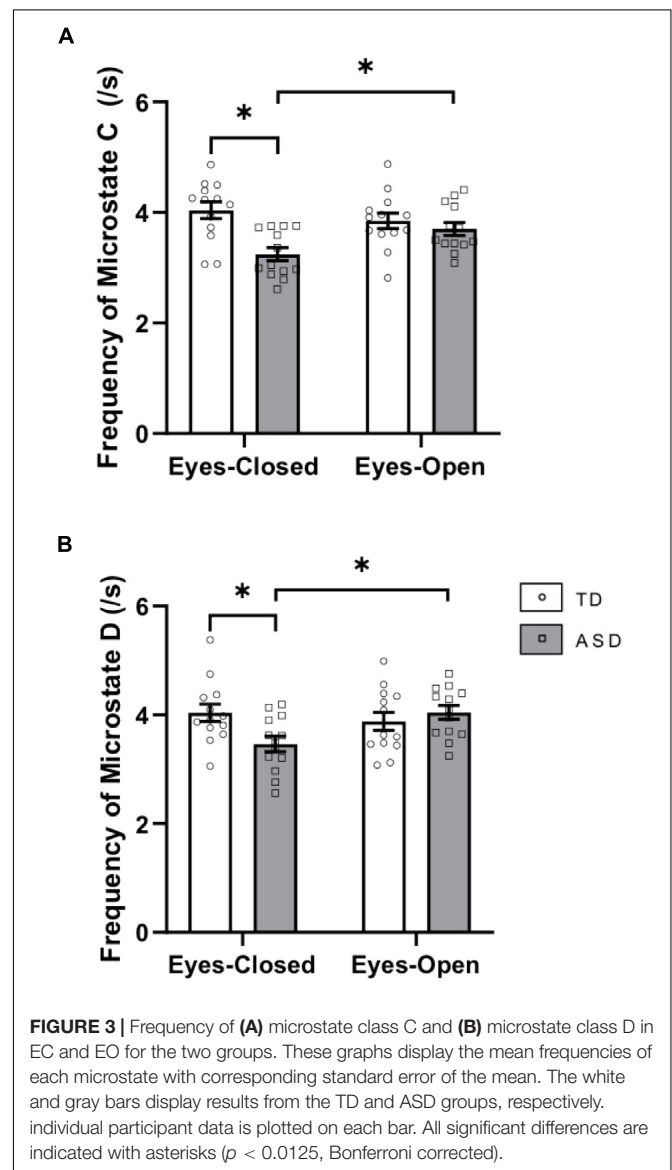 A
Frequency of Microstate C (/s)
*
*
6
4
2
0
Eyes-Closed
Eyes-Open
B
Frequency of Microstate D (/s)
*
*
6
4
2
0
Eyes-Closed
Eyes-Open
TD
ASD
FIGURE 3 | Frequency of (A) microstate class C and (B) microstate class D in
EC and EO for the two groups. These graphs display the mean frequencies of
each microstate with corresponding standard error of the mean. The white
and gray bars display results from the TD and ASD groups, respectively.
individual participant data is plotted on each bar. All significant differences are
indicated with asterisks (p < 0.0125, Bonferroni corrected).